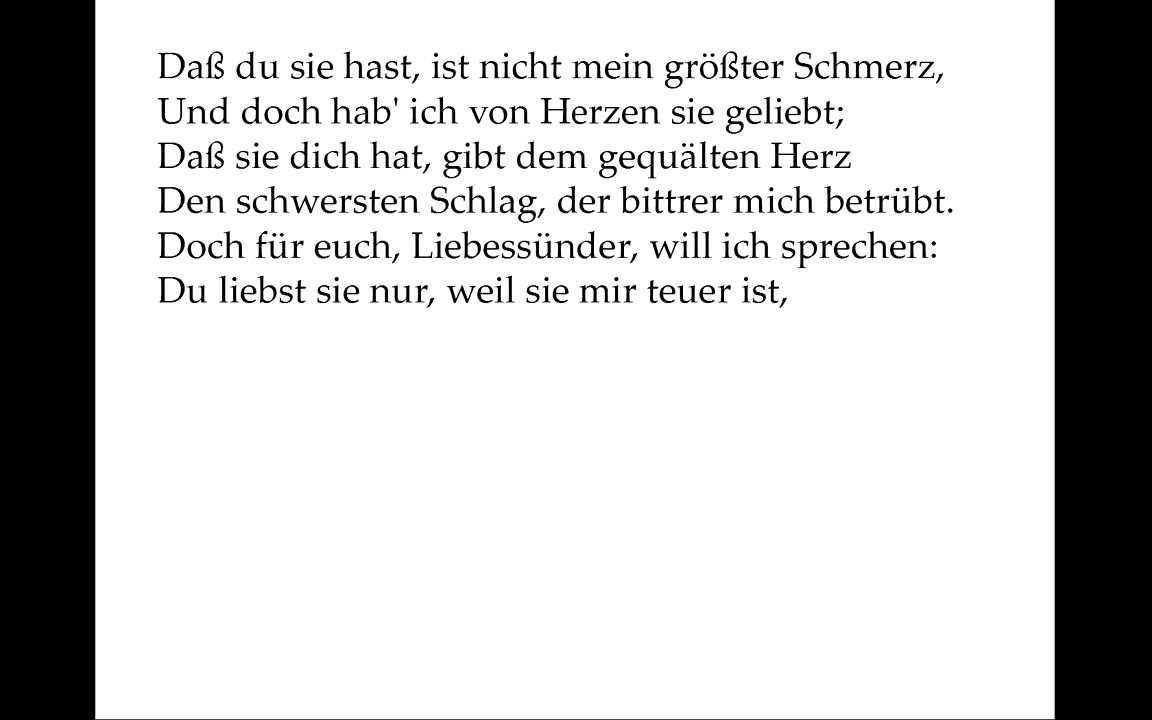 Daß du sie hast, ist nicht mein größter Schmerz,
Und doch hab' ich von Herzen sie geliebt;
Daß sie dich hat, gibt dem gequälten Herz
Den schwersten Schlag, der bittrer mich betrübt.
Doch für euch, Liebessünder, will ich sprechen:
Du liebst sie nur, weil sie mir teuer ist,